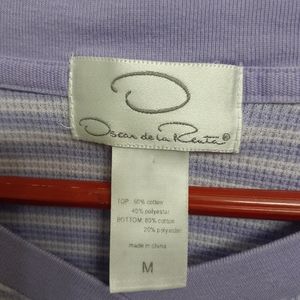 Oscar de la Renta®
TOP: 60% cotton
40% polyester
BOTTOM: 80% cotton
20% polyester
made in china
M